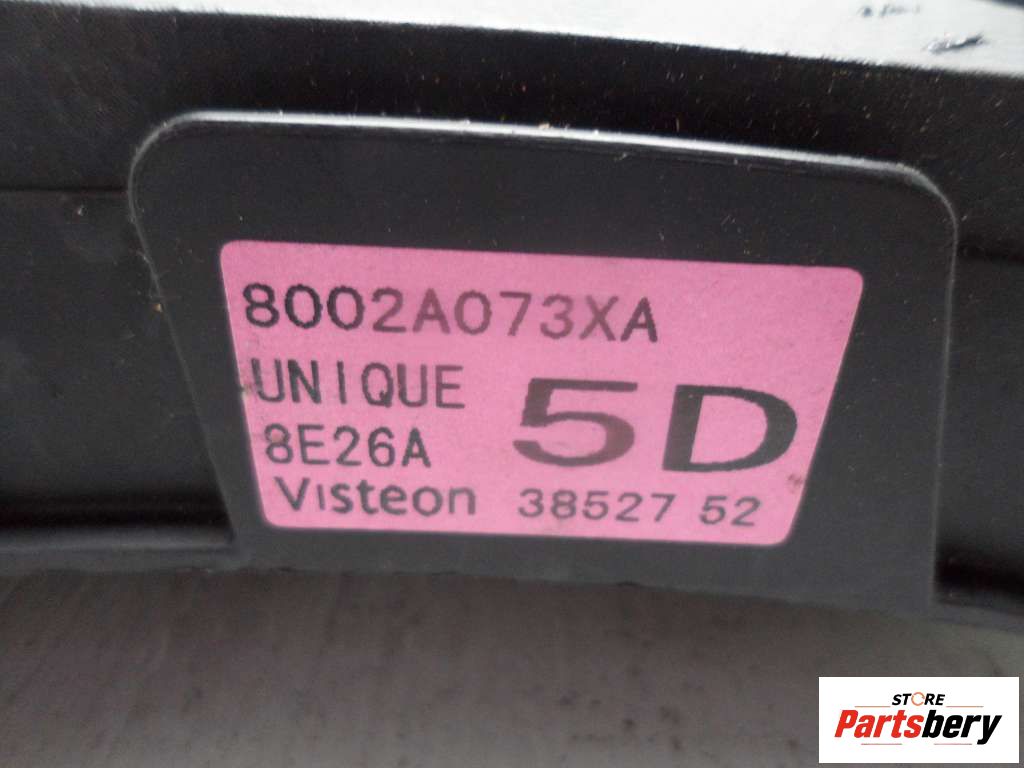 8002A073XA
UNIQUE
5D
8E26A
Visteon 38527 52
STORE
Partsbery